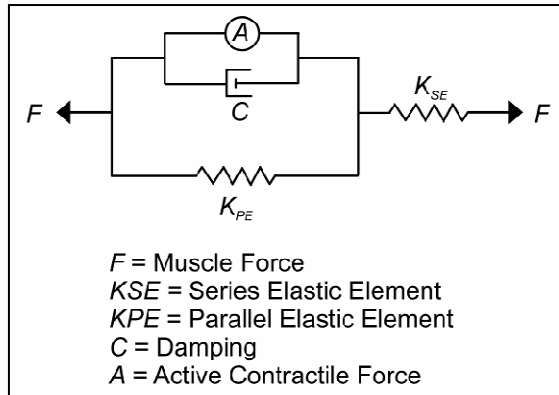 A
C
F
K_SE
F
K_PE
F = Muscle Force
KSE = Series Elastic Element
KPE = Parallel Elastic Element
C = Damping
A = Active Contractile Force